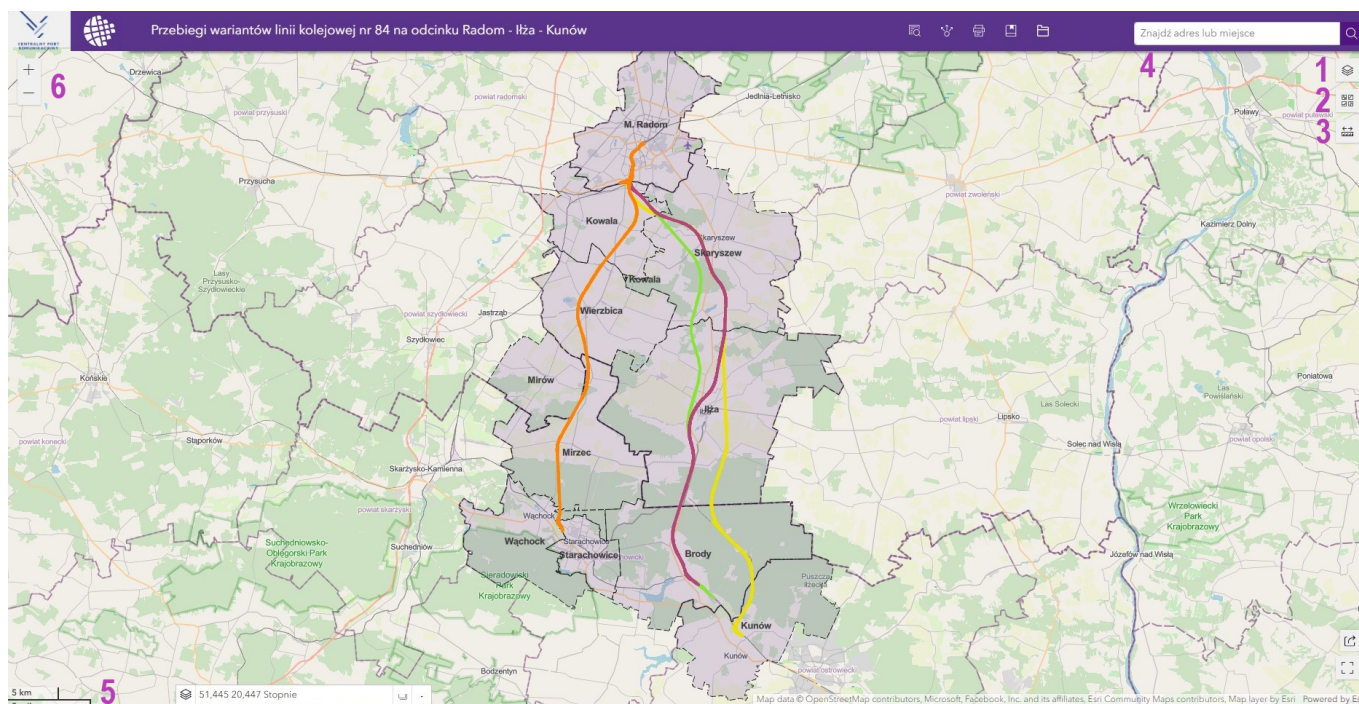 CENTRALNY PORT
KOMUNIKACYJNY
Przebiegi wariantów linii kolejowej nr 84 na odcinku Radom - Iłża - Kunów
Znajdź adres lub miejsce
6
4
1
2
3
Drzewica
powiat radomski
Jedlnia-Letnisko
powiat przysuski
Puławy
powiat puławski
M. Radom
Przysucha
powiat zwoleński
Kowala
Skaryszew
Skaryszew
Kazimierz Dolny
Lasy
Przysusko-
Szydłowieckie
Kowala
powiat szydłowiecki
Jastrząb
Wierzbica
Szydłowiec
Końskie
Mirów
Poniatowa
Las
Powiślański
Iłża
Iłża
powiat lipski
Lipsko
Las Solecki
powiat konecki
Stąporków
Solec nad Wisłą
powiat opolski
Mirzec
Skarżysko-Kamienna
powiat skarżyski
Wąchock
Wrzelowiecki
Park
Krajobrazowy
Suchedniowsko-
Oblęgorski Park
Krajobrazowy
Suchedniów
Wąchock
Starachowice
Starachowice
Brody
Józefów nad Wisłą
Sieradowicki
Park
Krajobrazowy
Puszcza
Iłżecka
Kunów
Kunów
Bodzentyn
powiat ostrowiecki
5 km
5
51,445 20,447 Stopnie
Map data © OpenStreetMap contributors, Microsoft, Facebook, Inc. and its affiliates, Esri Community Maps contributors, Map layer by Esri
Powered by